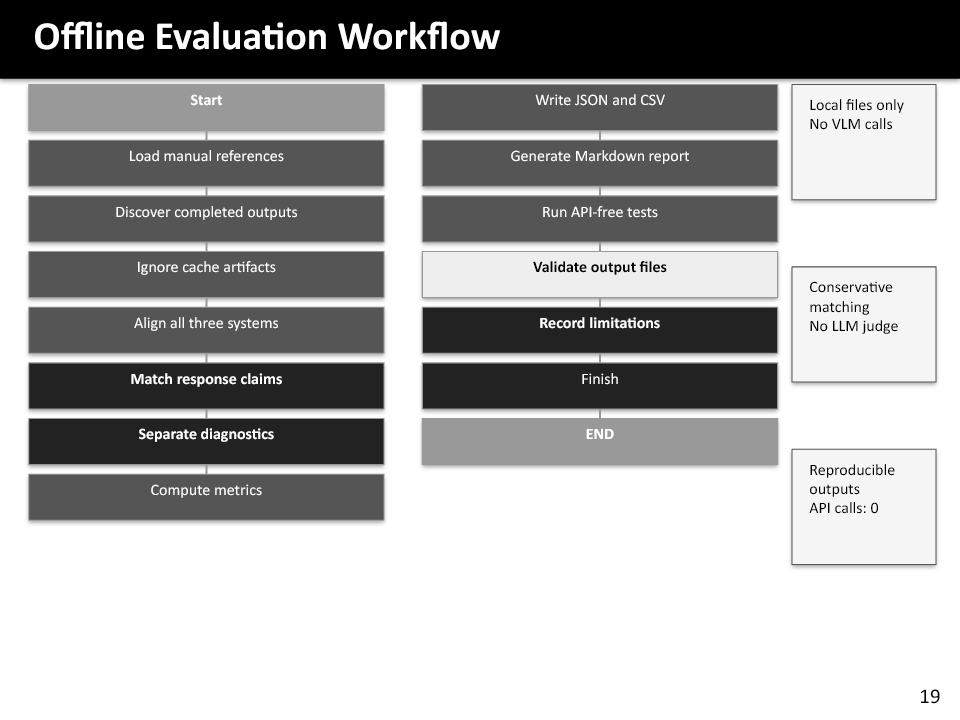 Offline Evaluation Workflow
Start
Load manual references
Discover completed outputs
Ignore cache artifacts
Align all three systems
Match response claims
Separate diagnostics
Compute metrics
Write JSON and CSV
Generate Markdown report
Run API-free tests
Validate output files
Record limitations
Finish
END
Local files only
No VLM calls
Conservative
matching
No LLM judge
Reproducible
outputs
API calls: 0
19